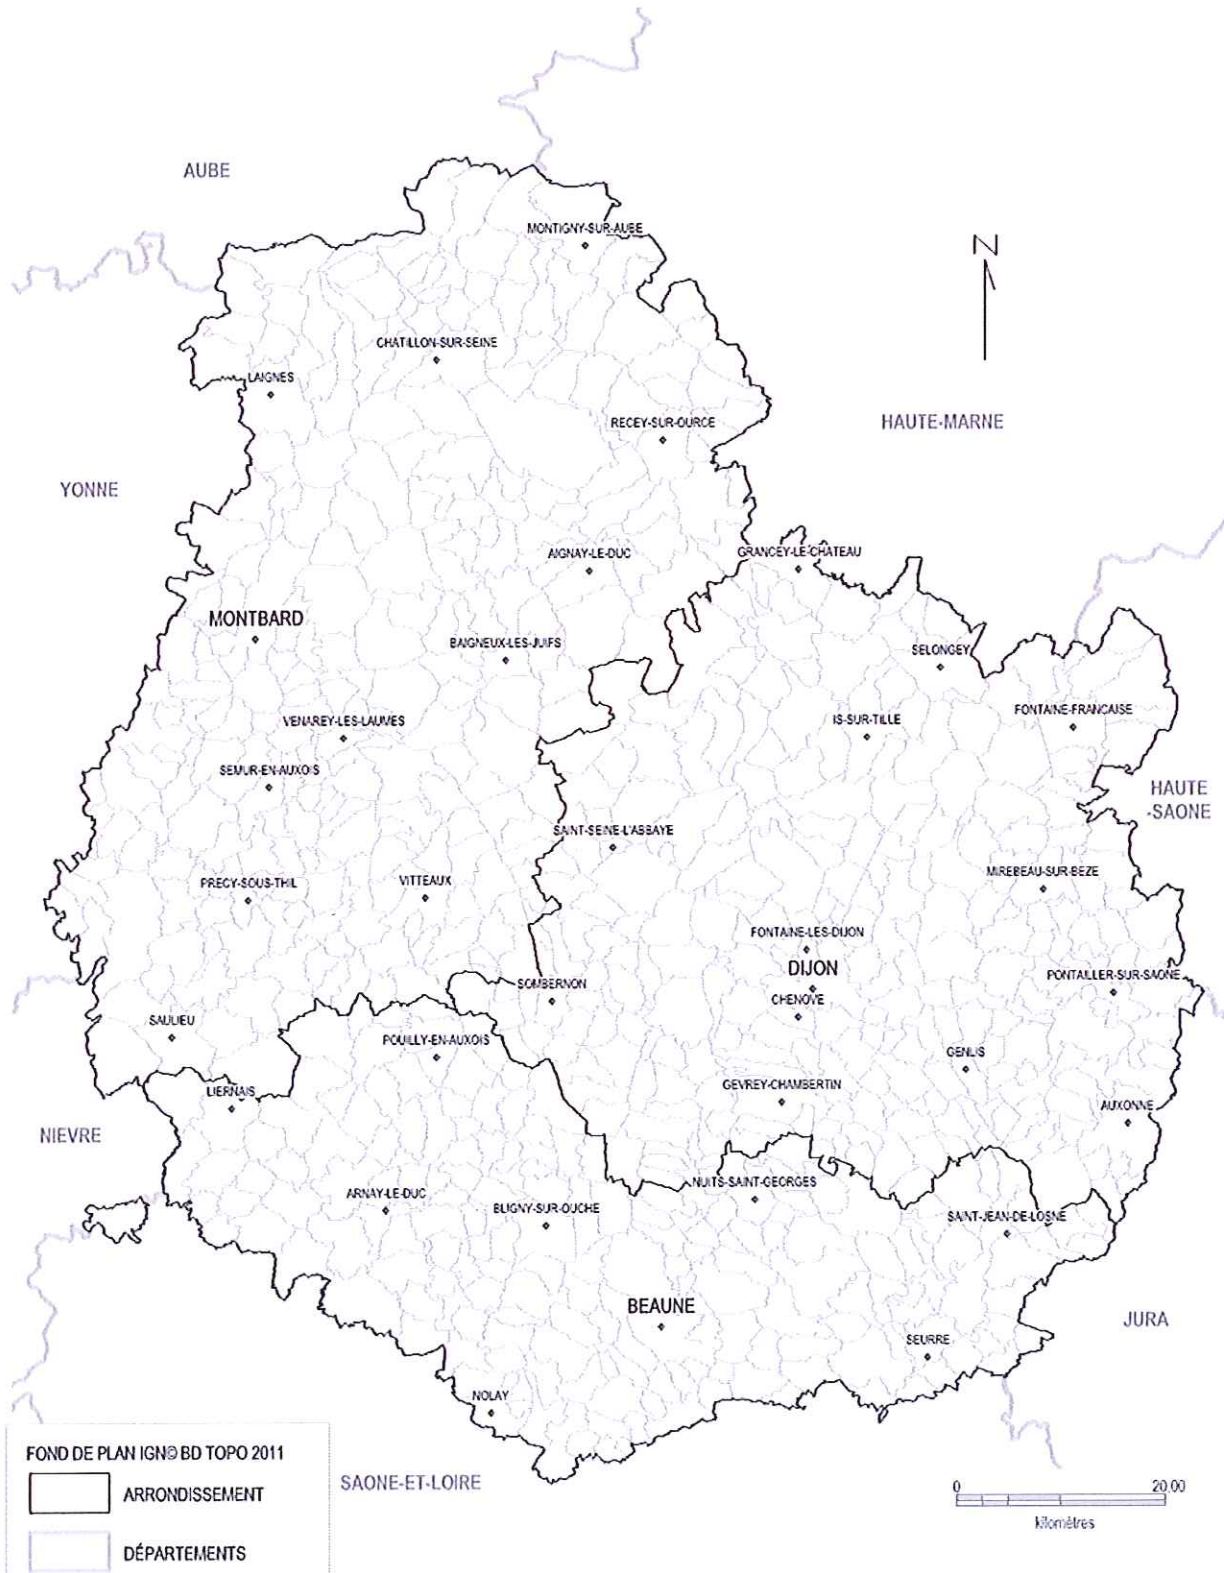 AUBE
MONTIGNY-SUR-AUBE
N
CHATILLON-SUR-SEINE
LAIGNES
RECEY-SUR-OURCE
HAUTE-MARNE
YONNE
AIGNAY-LE-DUC
GRANCEY-LE-CHATEAU
MONTBARD
BAIGNEUX-LES-JUIFS
SELONGEY
FONTAINE-FRANCAISE
VENAREY-LES-LAUMES
IS-SUR-TILLE
SEMUR-EN-AUXOIS
HAUTE
-SAONE
SAINT-SEINE-L'ABBAYE
MIREBEAU-SUR-BEZE
PRECY-SOUS-THIL
VITTEAUX
FONTAINE-LES-DIJON
DIJON
PONTAILLER-SUR-SAONE
SOMBERNON
CHENOVE
SAULIEU
POUILLY-EN-AUXOIS
GENLIS
LIERNAIS
GEVREY-CHAMBERTIN
AUXONNE
NIEVRE
NUITS-SAINT-GEORGES
ARNAY-LE-DUC
BLIGNY-SUR-OUCHE
SAINT-JEAN-DE-LOSNE
BEAUNE
JURA
SEURRE
NOLAY
FOND DE PLAN IGN© BD TOPO 2011
ARRONDISSEMENT
DÉPARTEMENTS
SAONE-ET-LOIRE
0 20,00
kilomètres